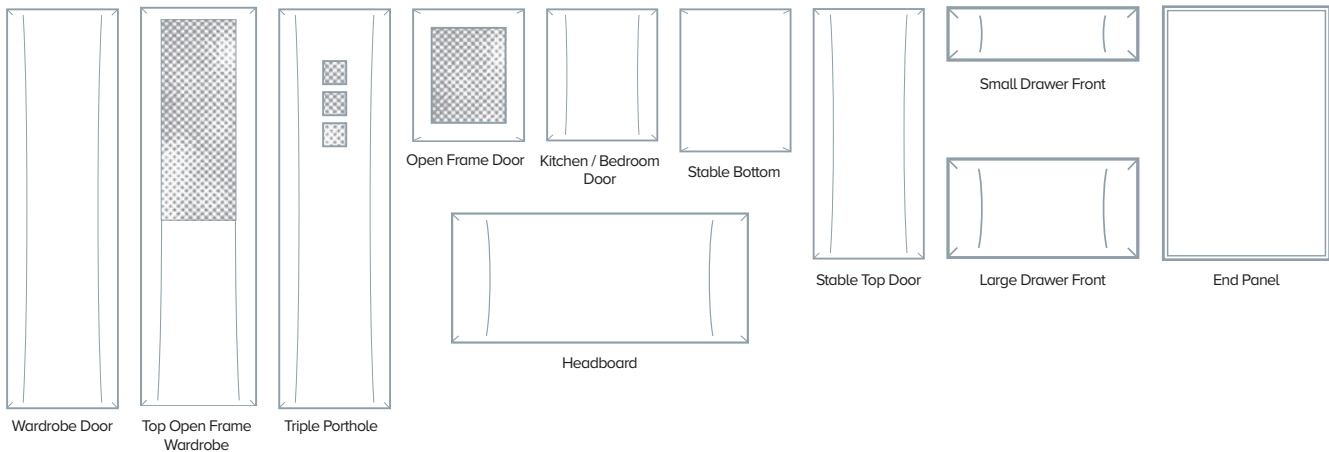 Small Drawer Front
Open Frame Door
Kitchen / Bedroom
Door
Stable Bottom
Stable Top Door
Large Drawer Front
End Panel
Headboard
Wardrobe Door
Top Open Frame
Wardrobe
Triple Porthole